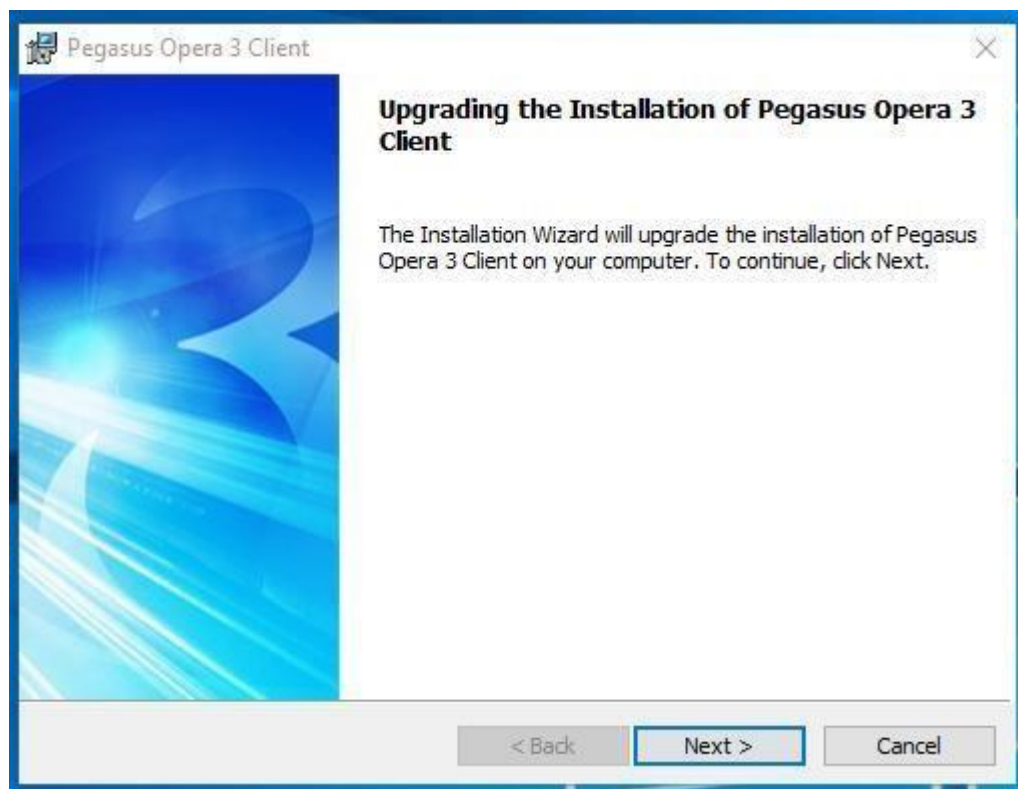 Pegasus Opera 3 Client
Upgrading the Installation of Pegasus Opera 3
Client
The Installation Wizard will upgrade the installation of Pegasus
Opera 3 Client on your computer. To continue, click Next.
< Back
Next >
Cancel